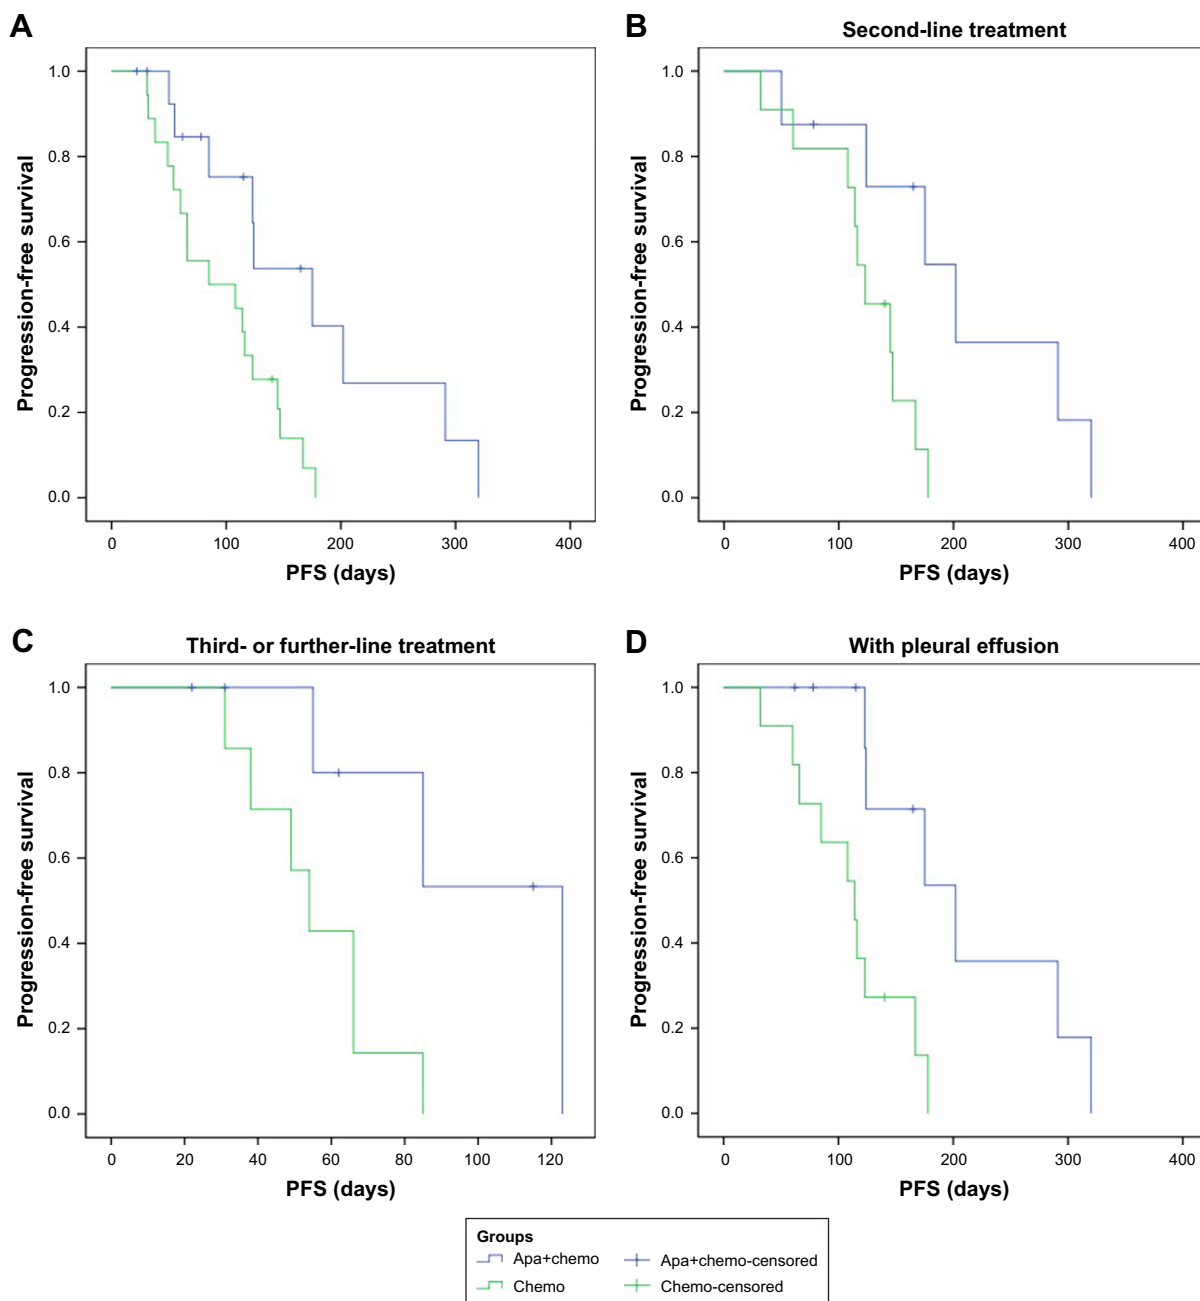 A
Progression-free survival
1.0
0.8
0.6
0.4
0.2
0.0
0 100 200 300 400
PFS (days)
B
Second-line treatment
Progression-free survival
1.0
0.8
0.6
0.4
0.2
0.0
0 100 200 300 400
PFS (days)
C
Third- or further-line treatment
Progression-free survival
1.0
0.8
0.6
0.4
0.2
0.0
0 20 40 60 80 100 120
PFS (days)
D
With pleural effusion
Progression-free survival
1.0
0.8
0.6
0.4
0.2
0.0
0 100 200 300 400
PFS (days)
Groups
Apa+chemo Apa+chemo-censored
Chemo Chemo-censored